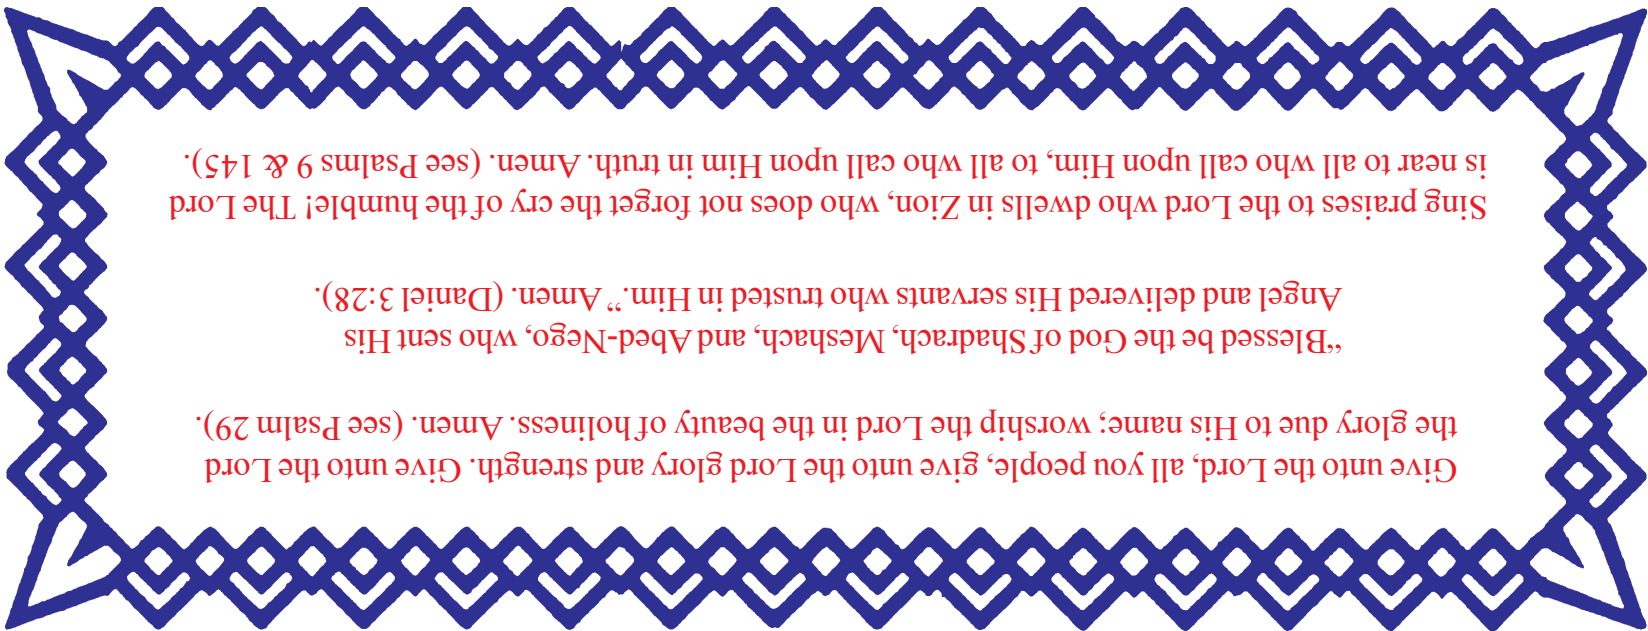 Give unto the Lord, all you people, give unto the Lord glory and strength. Give unto the Lord
the glory due to His name; worship the Lord in the beauty of holiness. Amen. (see Psalm 29).
“Blessed be the God of Shadrach, Meshach, and Abed-Nego, who sent His
Angel and delivered His servants who trusted in Him.” Amen. (Daniel 3:28).
Sing praises to the Lord who dwells in Zion, who does not forget the cry of the humble! The Lord
is near to all who call upon Him, to all who call upon Him in truth. Amen. (see Psalms 9 & 145).